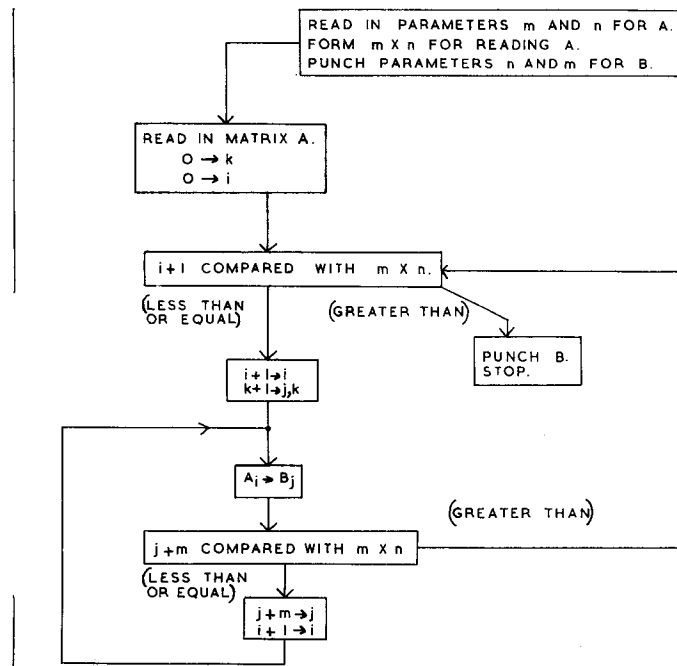 READ IN PARAMETERS m AND n FOR A.
FORM m X n FOR READING A.
PUNCH PARAMETERS n AND m FOR B.
READ IN MATRIX A.
O → k
O → i
i+1 COMPARED WITH m X n.
(LESS THAN
OR EQUAL)
(GREATER THAN)
PUNCH B.
STOP.
i + 1 → i
k + 1 → j,k
Ai → Bj
(GREATER THAN)
j+m COMPARED WITH m X n
(LESS THAN
OR EQUAL)
j + m → j
i + 1 → i